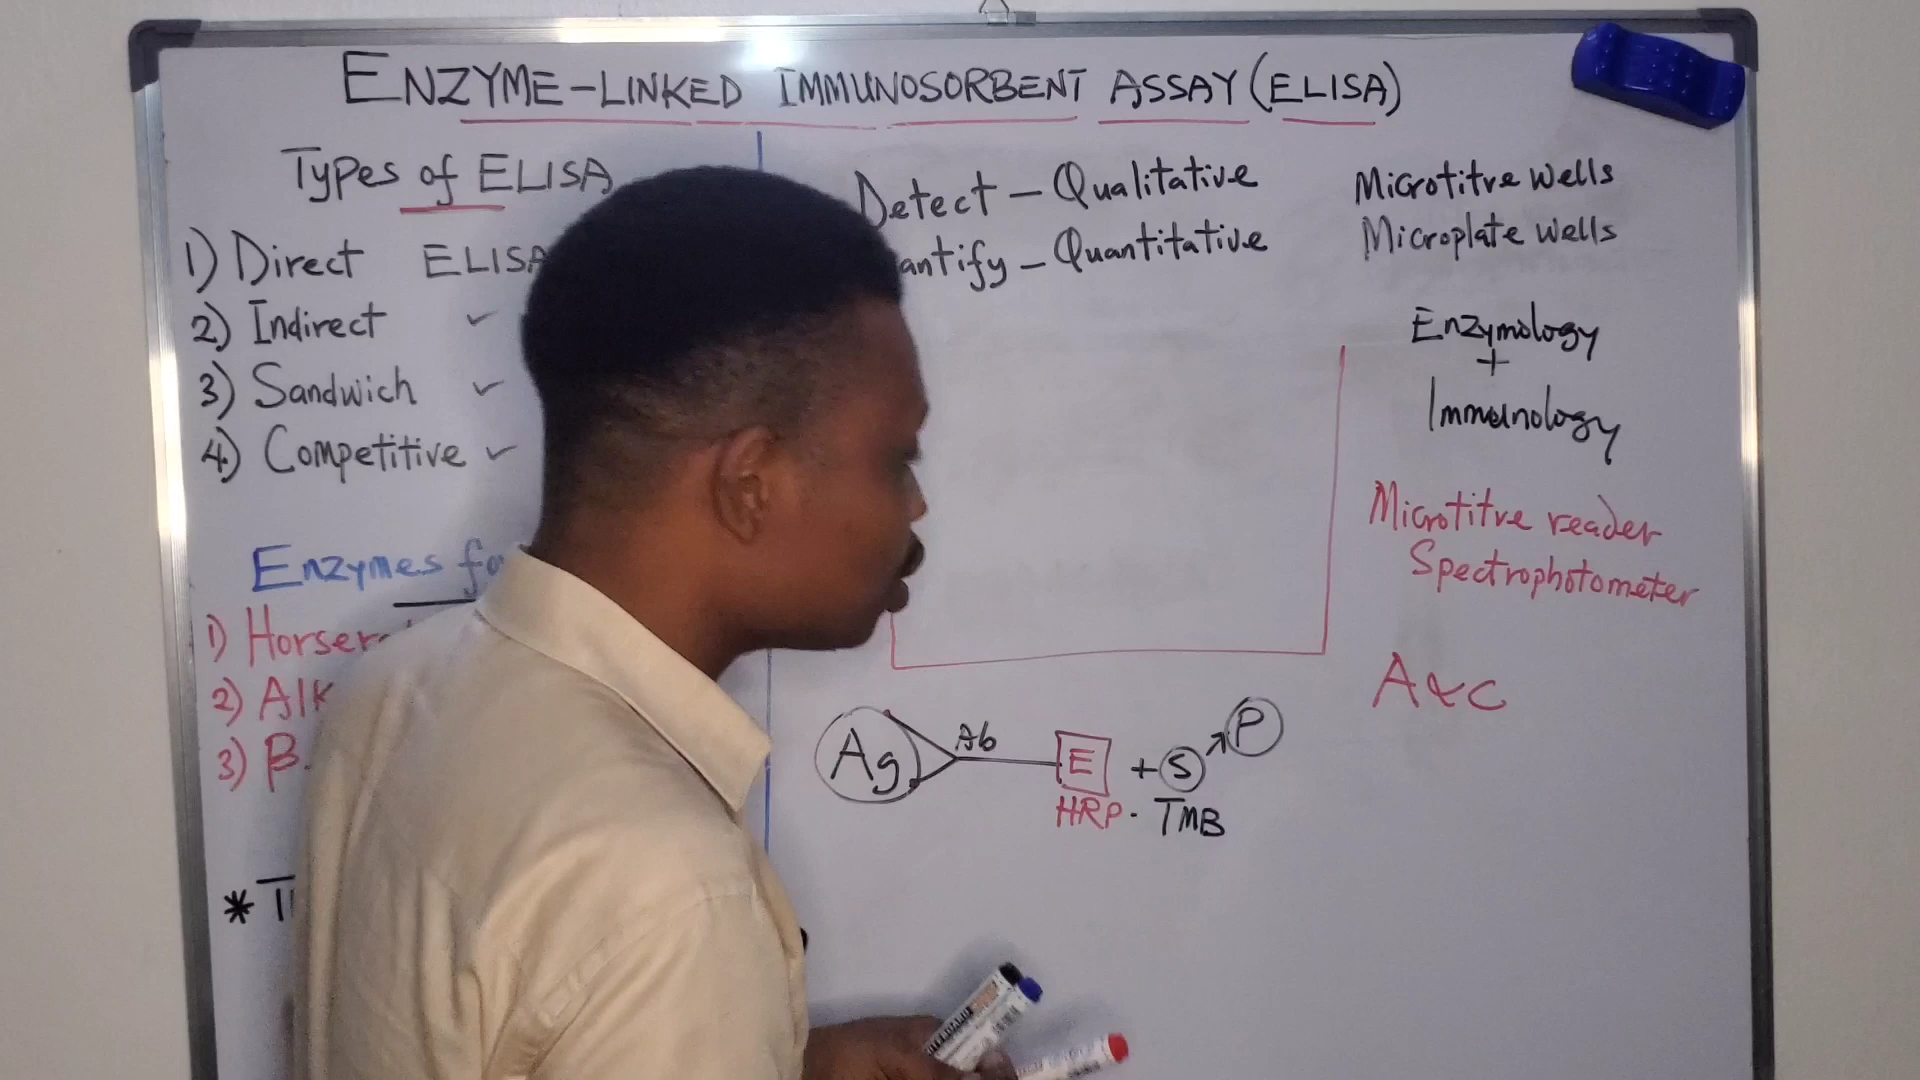 ENZYME-LINKED IMMUNOSORBENT ASSAY (ELISA)
Types of ELISA
1) Direct ELISA
2) Indirect ✓
3) Sandwich ✓
4) Competitive ✓
Enzymes fo
1) Horser
2) Alk
3) β
Detect - Qualitative
antify - Quantitative
Microtitre wells
Microplate wells
Enzymology
+
Immunology
Microtitre reader
Spectrophotometer
A α C
Ag Ab E + S → P
HRP - TMB